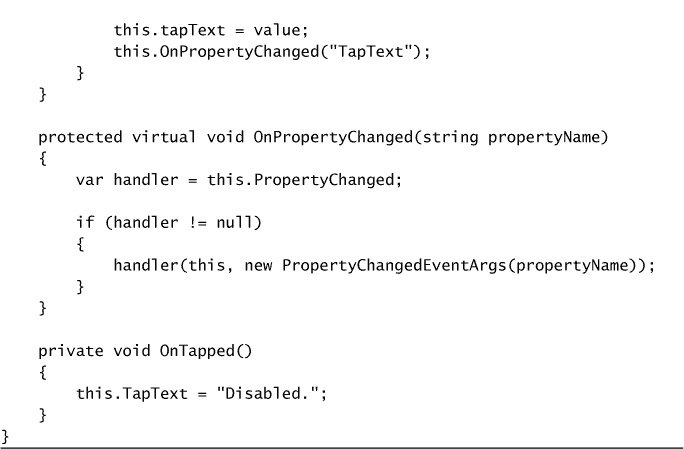 this.tapText = value;
            this.OnPropertyChanged("TapText");
        }
    }

    protected virtual void OnPropertyChanged(string propertyName)
    {
        var handler = this.PropertyChanged;

        if (handler != null)
        {
            handler(this, new PropertyChangedEventArgs(propertyName));
        }
    }

    private void OnTapped()
    {
        this.TapText = "Disabled.";
    }
}